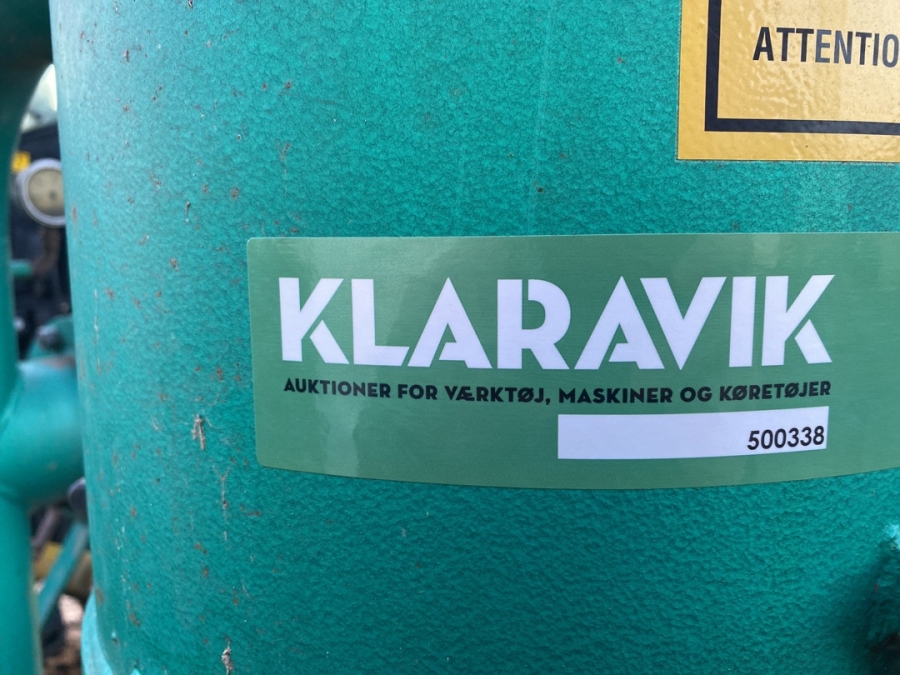 ATTENTIO
KLARAVIK
AUKTIONER FOR VÆRKTØJ, MASKINER OG KØRETØJER
500338